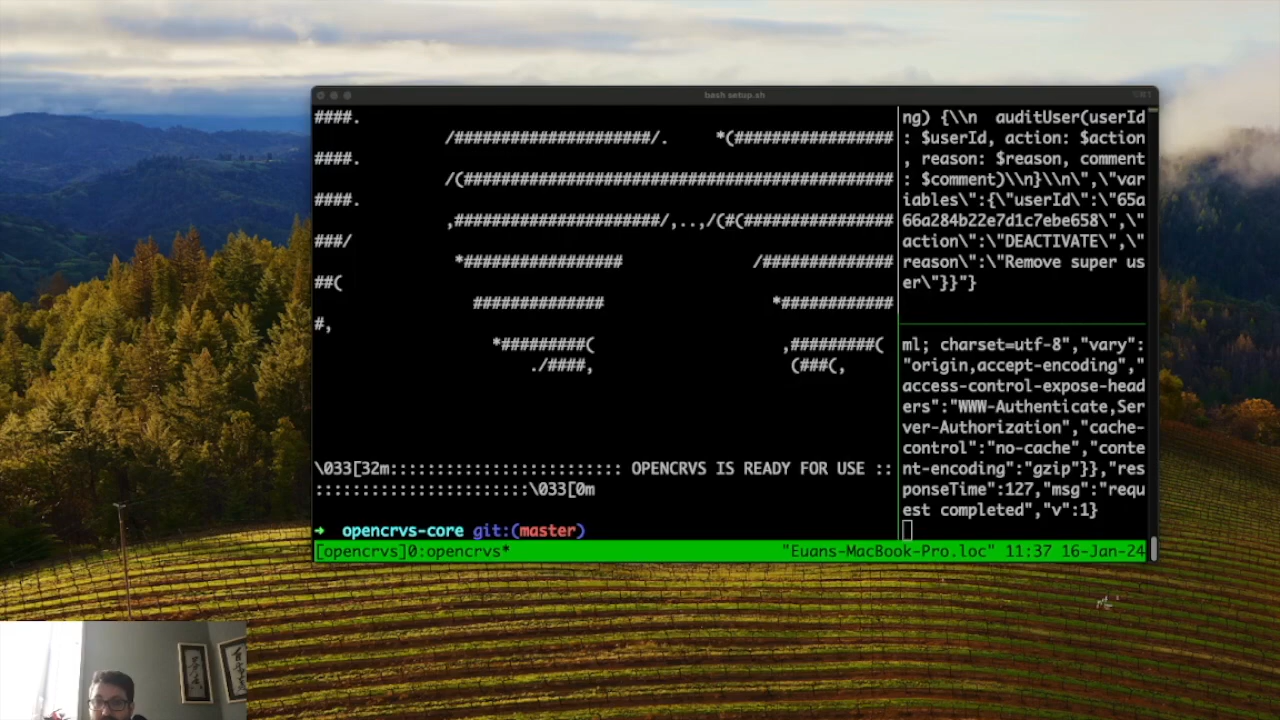 bash setup.sh
####.
/#####################/. *(#################
####.
/(##############################################
####.
,######################/,..,/(#(################
###/
*################# /##############
##(
############## *############
#,
*#########( ,#########(
./####, (###(,
\033[32m::::::::::::::::::::::::: OPENCRVS IS READY FOR USE ::
:::::::::::::::::::::::\033[0m
➜ opencrvs-core git:(master)
ng) {\\n auditUser(userId
: $userId, action: $action
, reason: $reason, comment
: $comment)\\n}\\n\",\"var
iables\":{\"userId\":\"65a
66a284b22e7d1c7ebe658\",\"
action\":\"DEACTIVATE\",\"
reason\":\"Remove super us
er\"}}"}
ml; charset=utf-8","vary":
"origin,accept-encoding","
access-control-expose-head
ers":"WWW-Authenticate,Ser
ver-Authorization","cache-
control":"no-cache","conte
nt-encoding":"gzip"}},"res
ponseTime":127,"msg":"requ
est completed","v":1}
[opencrvs]0:opencrvs* "Euans-MacBook-Pro.loc" 11:37 16-Jan-24